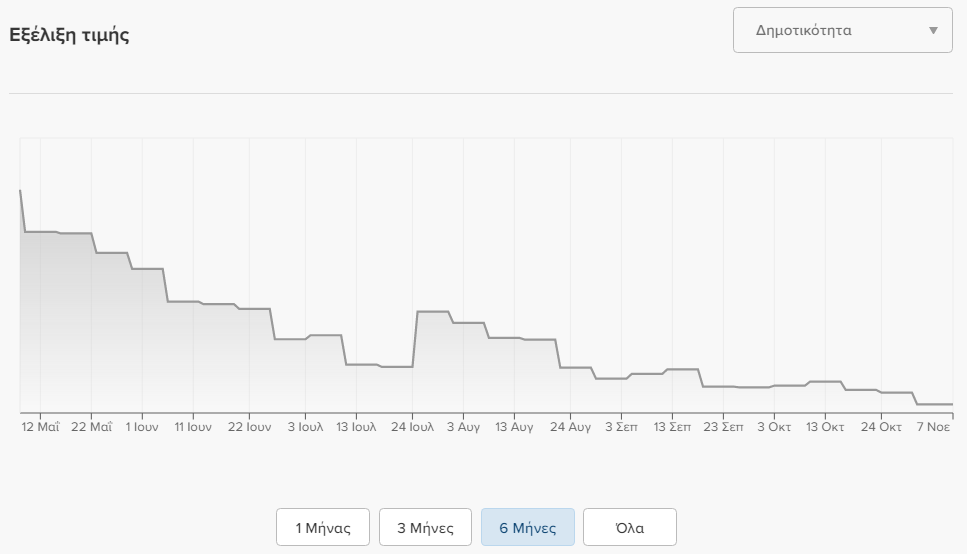 Εξέλιξη τιμής
Δημοτικότητα
12 Μαΐ 22 Μαΐ 1 Ιουν 11 Ιουν 22 Ιουν 3 Ιουλ 13 Ιουλ 24 Ιουλ 3 Αυγ 13 Αυγ 24 Αυγ 3 Σεπ 13 Σεπ 23 Σεπ 3 Οκτ 13 Οκτ 24 Οκτ 7 Νοε
1 Μήνας 3 Μήνες 6 Μήνες Όλα